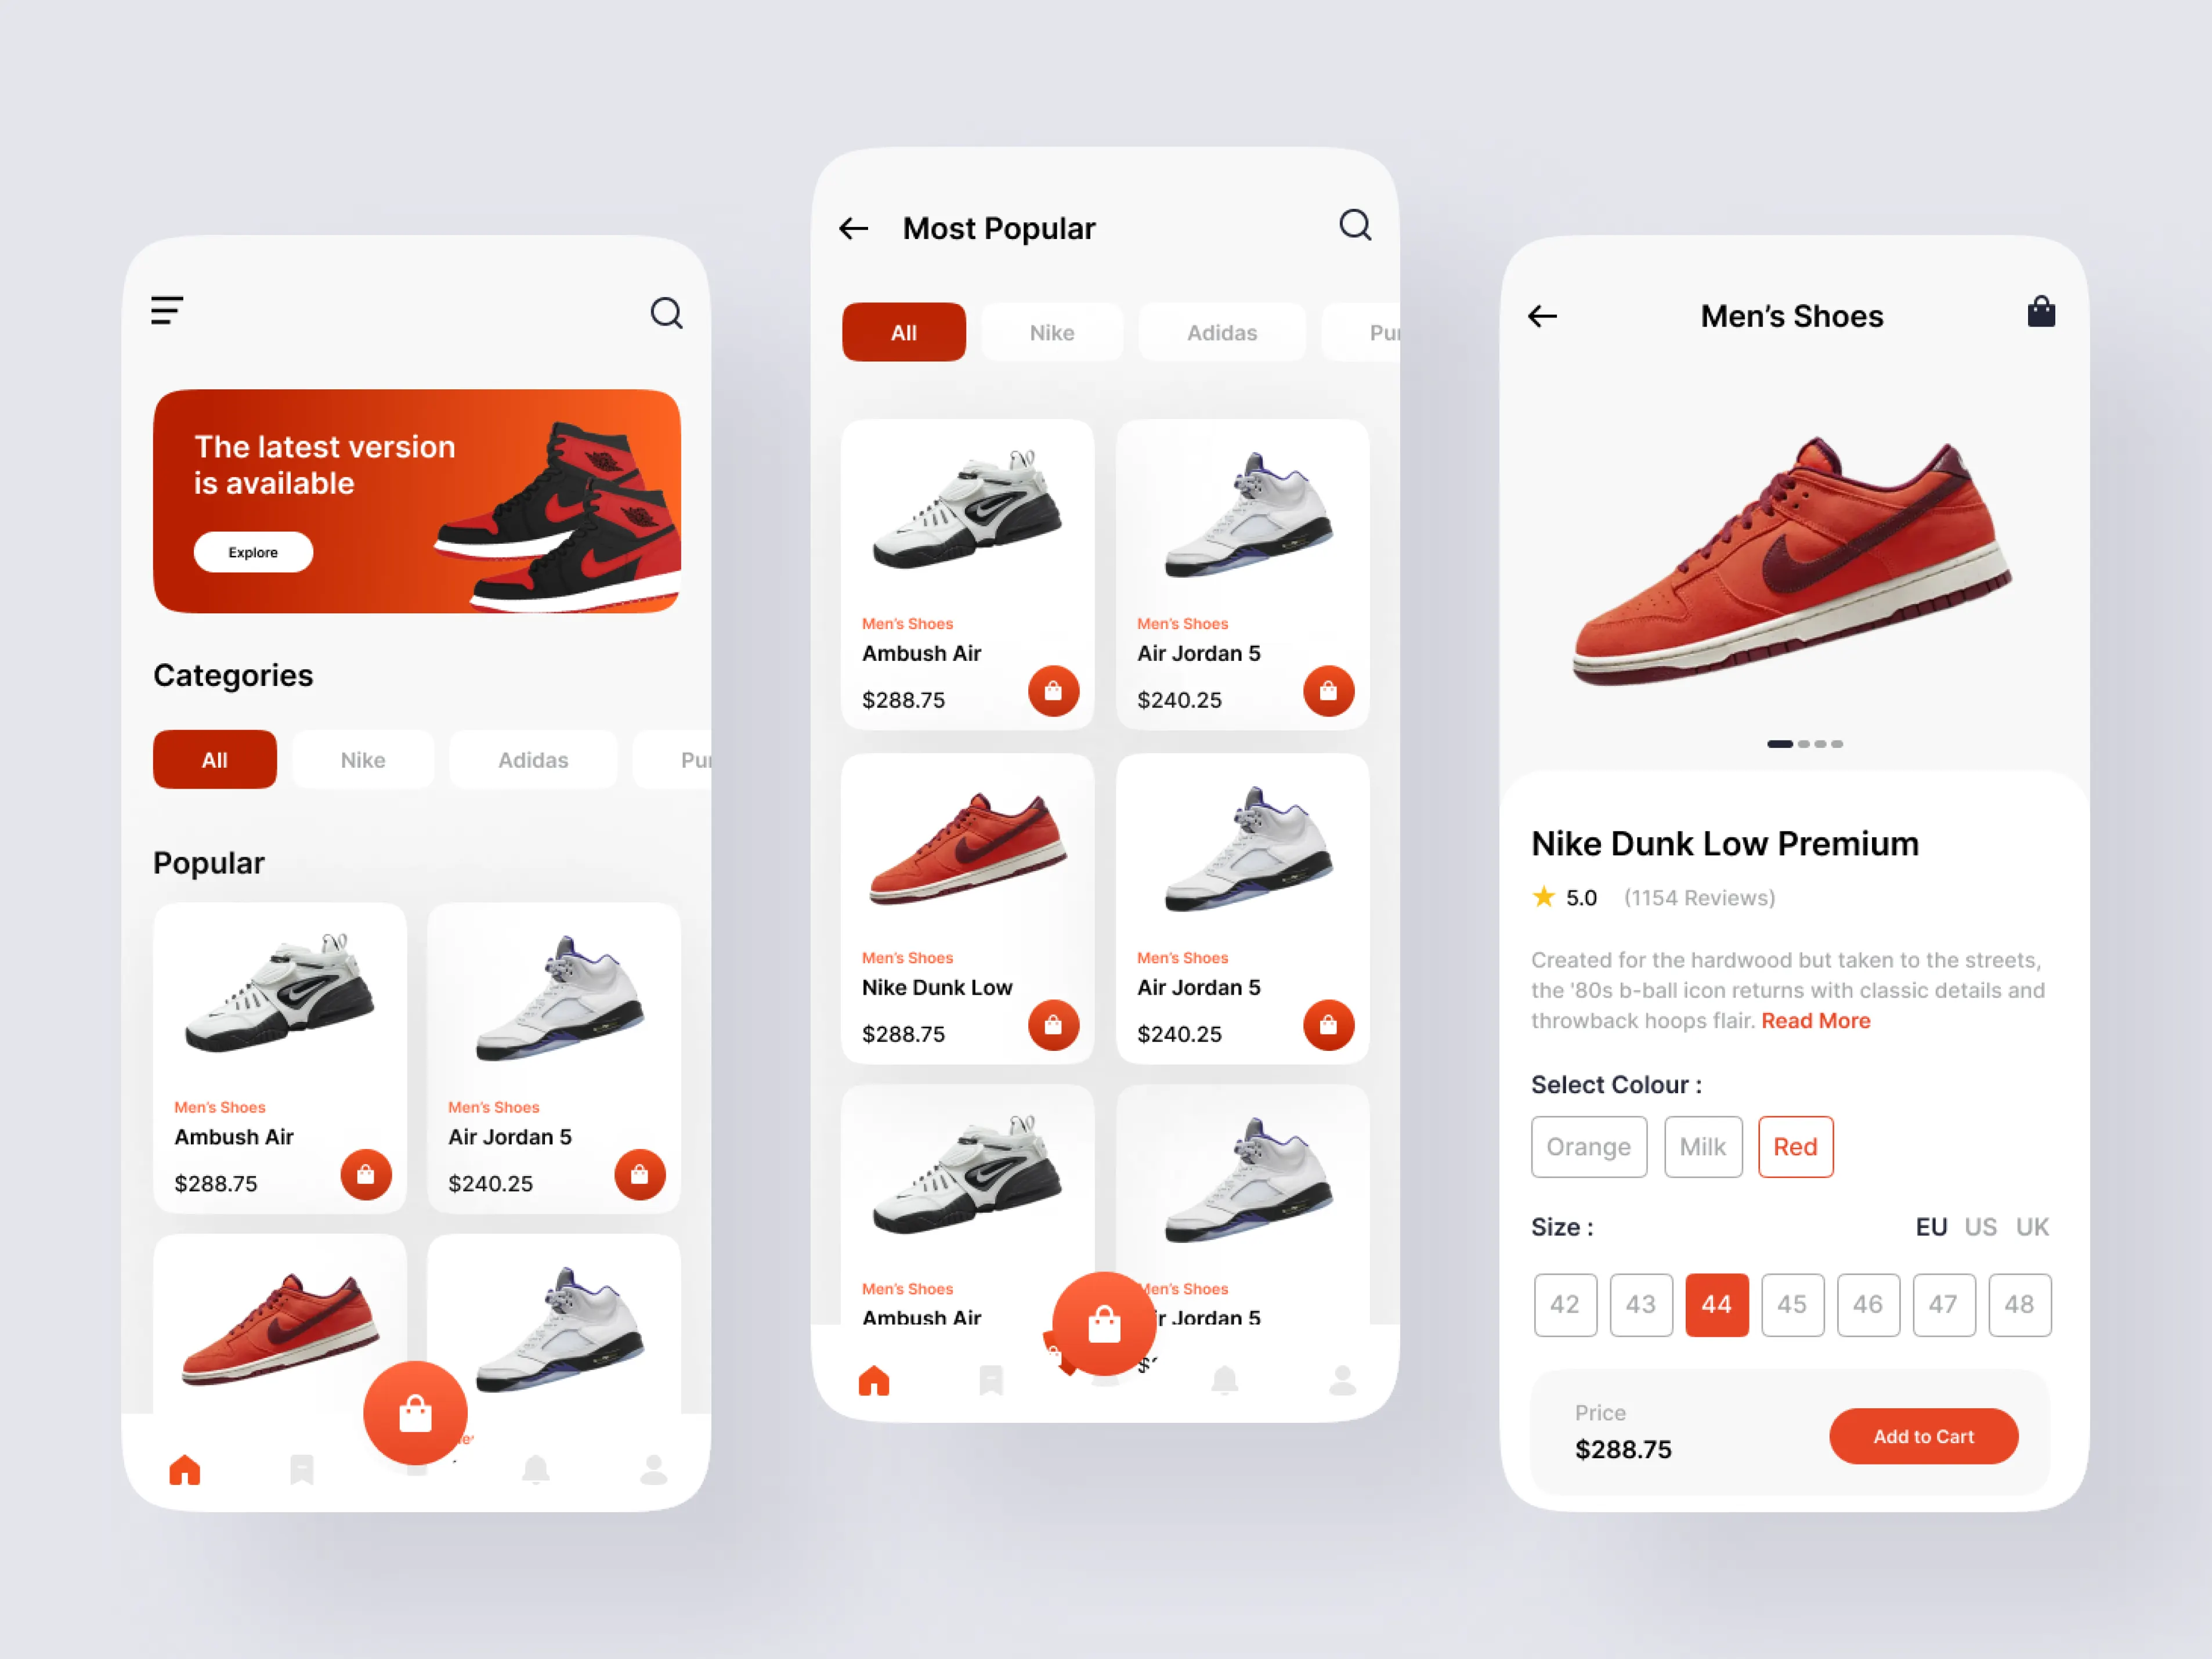 The latest version
is available
Explore
Categories
All
Nike
Adidas
Popular
Men's Shoes
Ambush Air
$288.75
Men's Shoes
Air Jordan 5
$240.25
Most Popular
All
Nike
Adidas
Men's Shoes
Ambush Air
$288.75
Men's Shoes
Air Jordan 5
$240.25
Men's Shoes
Nike Dunk Low
$288.75
Men's Shoes
Air Jordan 5
$240.25
Men's Shoes
Ambush Air
Men's Shoes
Air Jordan 5
Men's Shoes
Nike Dunk Low Premium
5.0 (1154 Reviews)
Created for the hardwood but taken to the streets,
the '80s b-ball icon returns with classic details and
throwback hoops flair. Read More
Select Colour :
Orange Milk Red
Size : EU US UK
42 43 44 45 46 47 48
Price
$288.75
Add to Cart